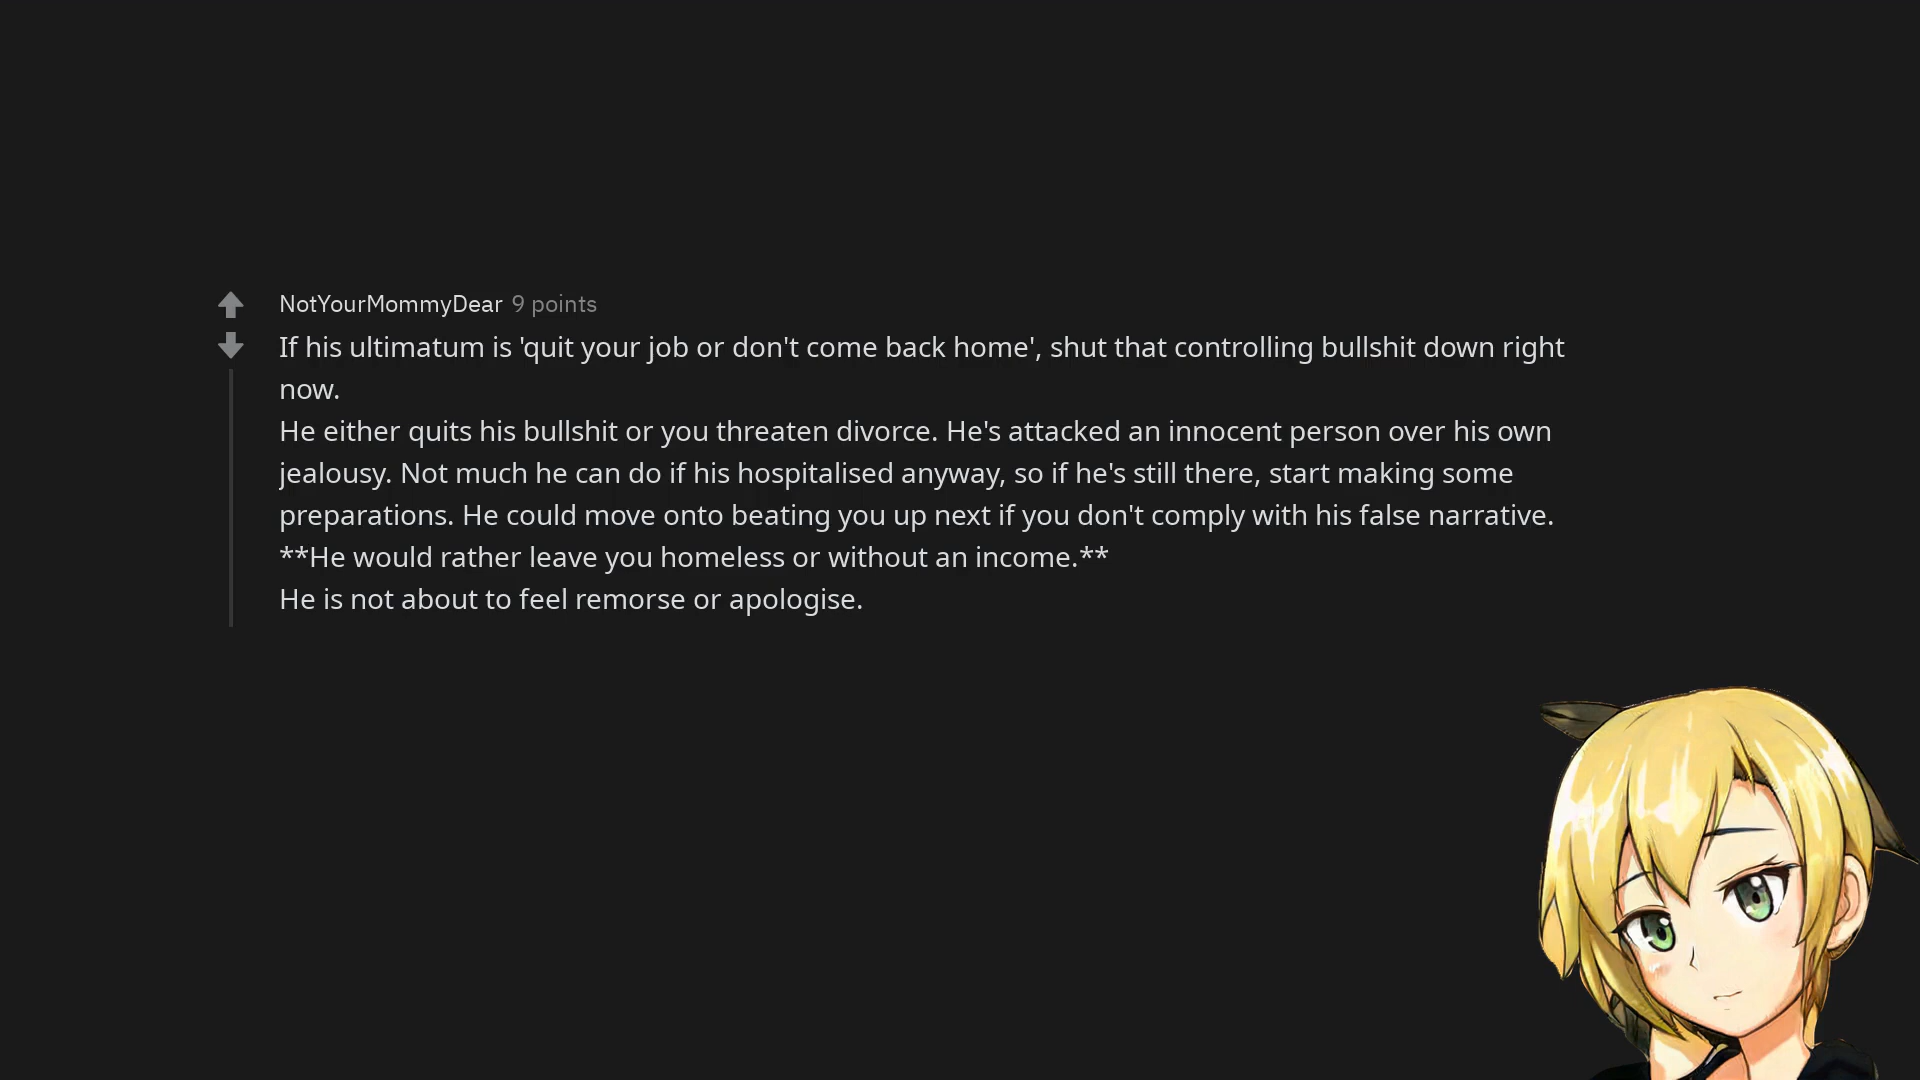 NotYourMommyDear 9 points
If his ultimatum is 'quit your job or don't come back home', shut that controlling bullshit down right
now.
He either quits his bullshit or you threaten divorce. He's attacked an innocent person over his own
jealousy. Not much he can do if his hospitalised anyway, so if he's still there, start making some
preparations. He could move onto beating you up next if you don't comply with his false narrative.
**He would rather leave you homeless or without an income.**
He is not about to feel remorse or apologise.